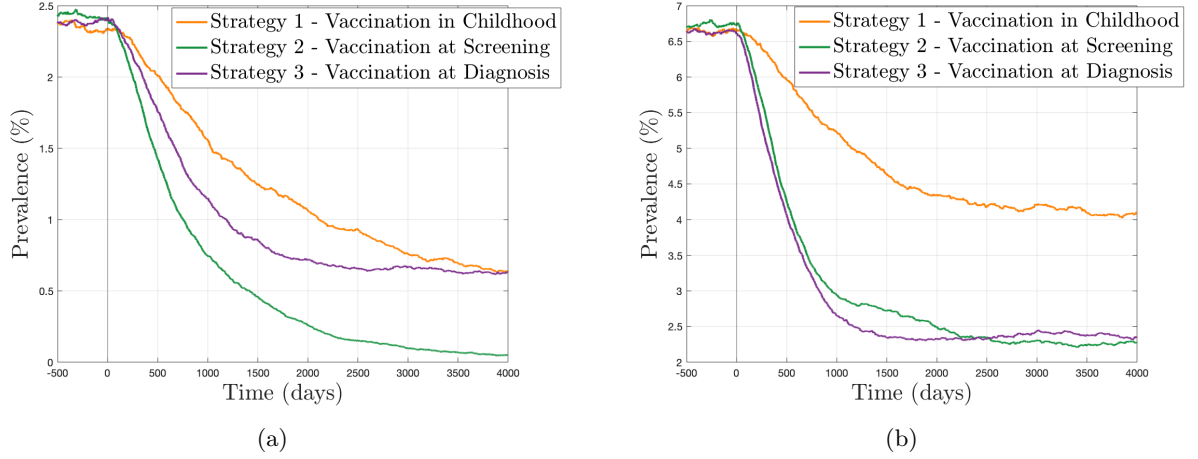 2.5
2
1.5
1
0.5
0
Prevalence (%)
Strategy 1 - Vaccination in Childhood
Strategy 2 - Vaccination at Screening
Strategy 3 - Vaccination at Diagnosis
-500 0 500 1000 1500 2000 2500 3000 3500 4000
Time (days)
(a)
7
6.5
6
5.5
5
4.5
4
3.5
3
2.5
2
Prevalence (%)
Strategy 1 - Vaccination in Childhood
Strategy 2 - Vaccination at Screening
Strategy 3 - Vaccination at Diagnosis
-500 0 500 1000 1500 2000 2500 3000 3500 4000
Time (days)
(b)